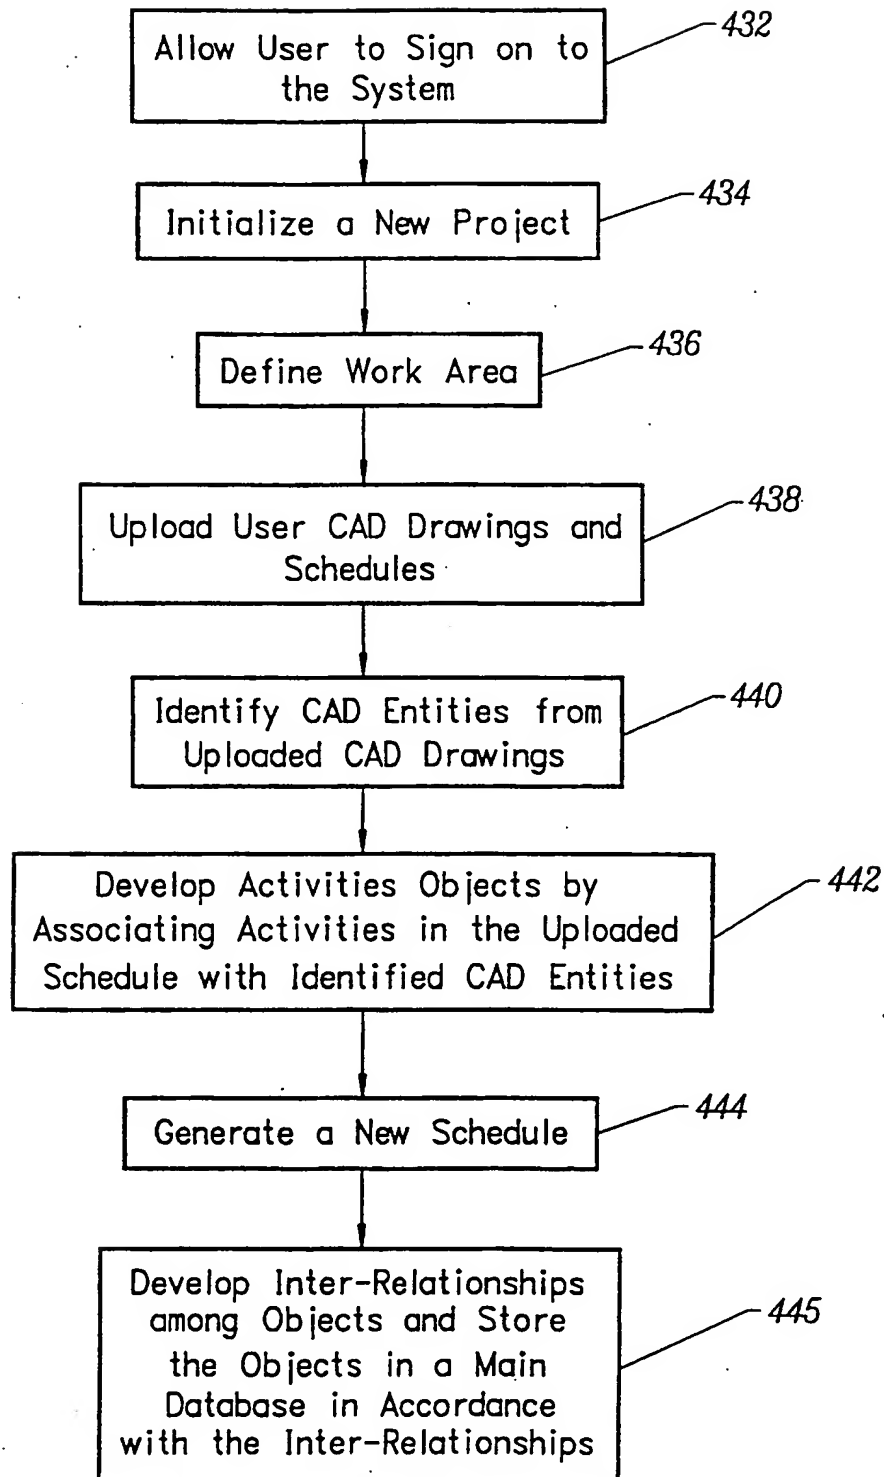 Allow User to Sign on to
the System
432
Initialize a New Project
434
Define Work Area
436
Upload User CAD Drawings and
Schedules
438
Identify CAD Entities from
Uploaded CAD Drawings
440
Develop Activities Objects by
Associating Activities in the Uploaded
Schedule with Identified CAD Entities
442
Generate a New Schedule
444
Develop Inter-Relationships
among Objects and Store
the Objects in a Main
Database in Accordance
with the Inter-Relationships
445